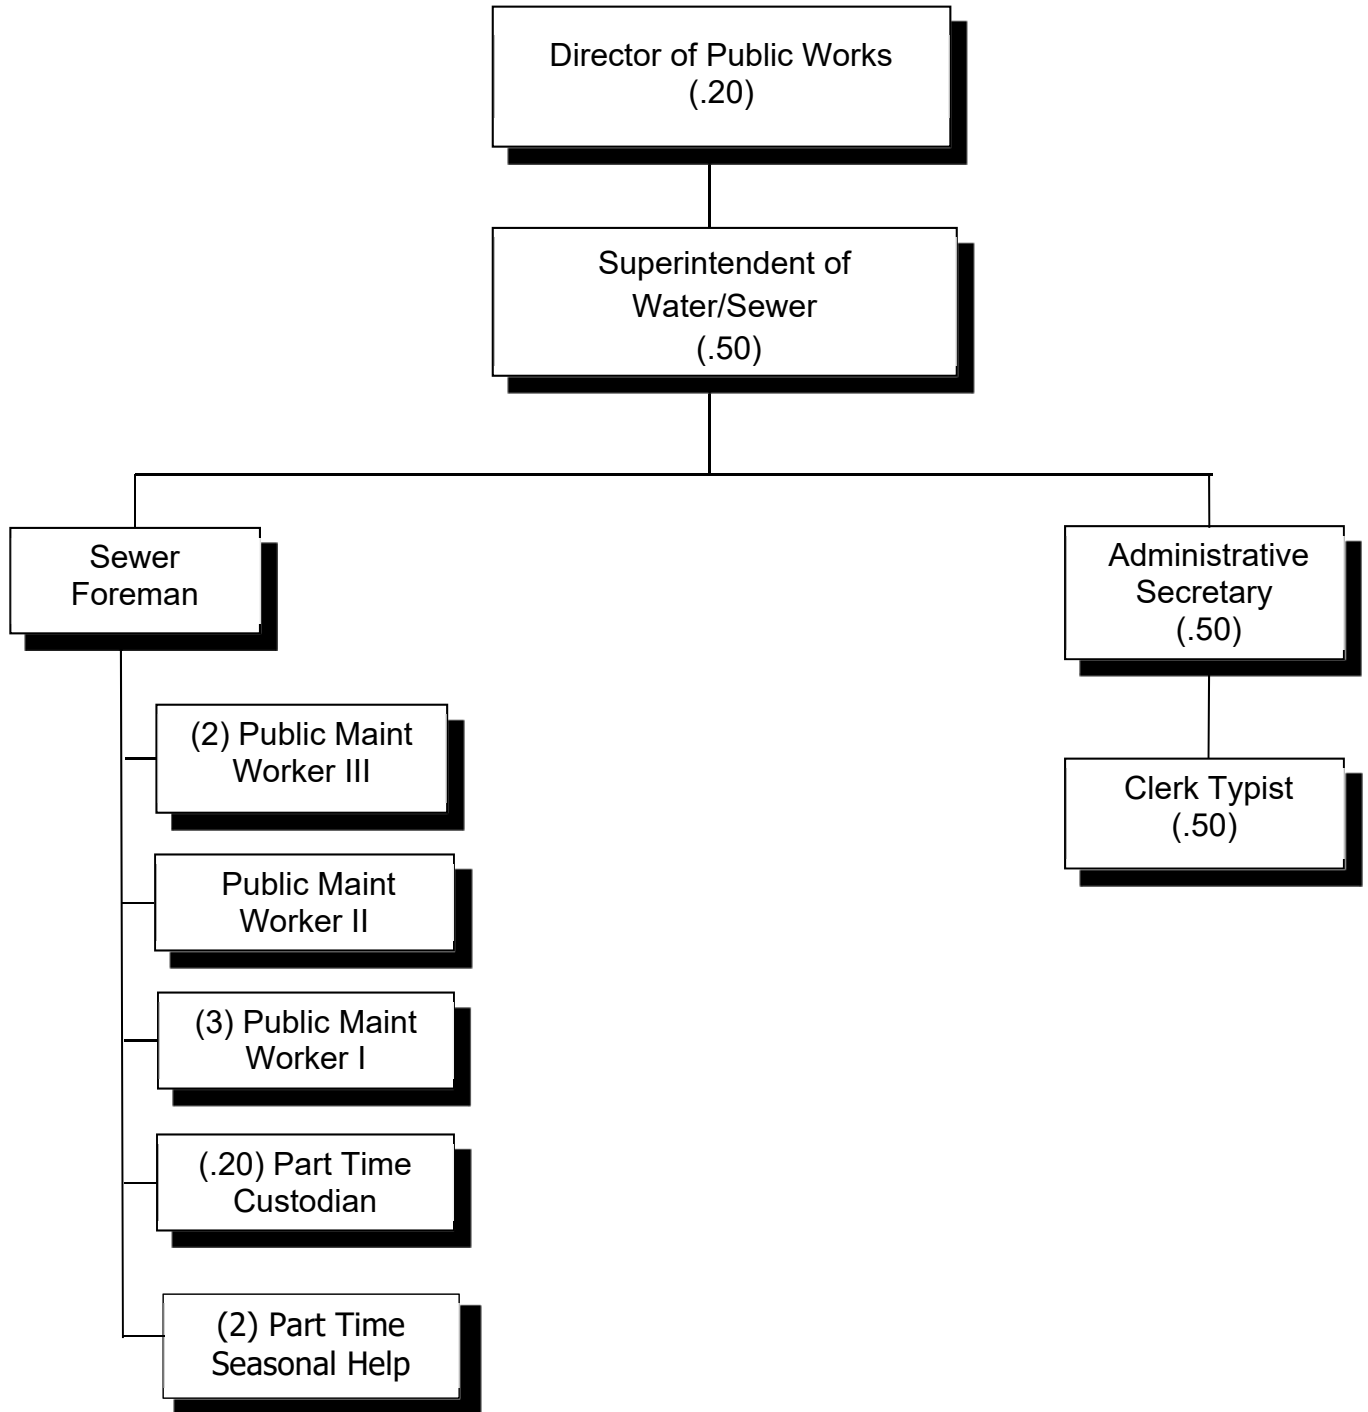 Director of Public Works
(.20)
Superintendent of
Water/Sewer
(.50)
Sewer
Foreman
Administrative
Secretary
(.50)
(2) Public Maint
Worker III
Clerk Typist
(.50)
Public Maint
Worker II
(3) Public Maint
Worker I
(.20) Part Time
Custodian
(2) Part Time
Seasonal Help